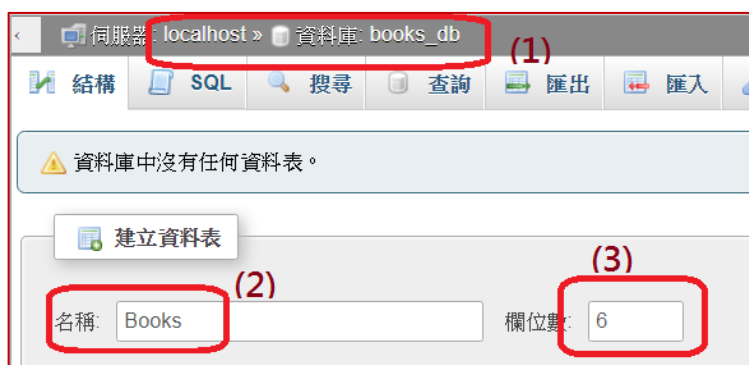 伺服器: localhost » 資料庫: books_db
(1)
結構 SQL 搜尋 查詢 匯出 匯入
資料庫中沒有任何資料表。
建立資料表
(2) (3)
名稱: Books 欄位數: 6